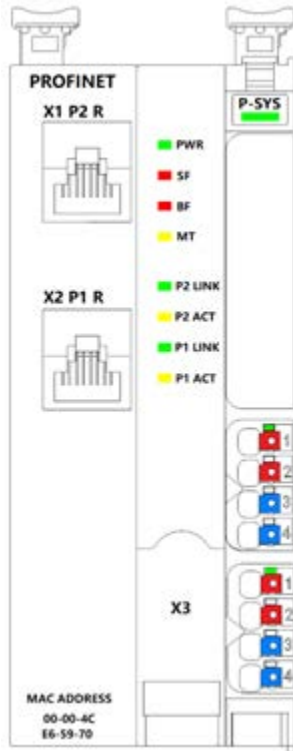 PROFINET
X1 P2 R
P-SYS
PWR
SF
BF
MT
X2 P1 R
P2 LINK
P2 ACT
P1 LINK
P1 ACT
1
2
3
4
X3
1
2
3
4
MAC ADDRESS
00-00-4C
E6-59-70